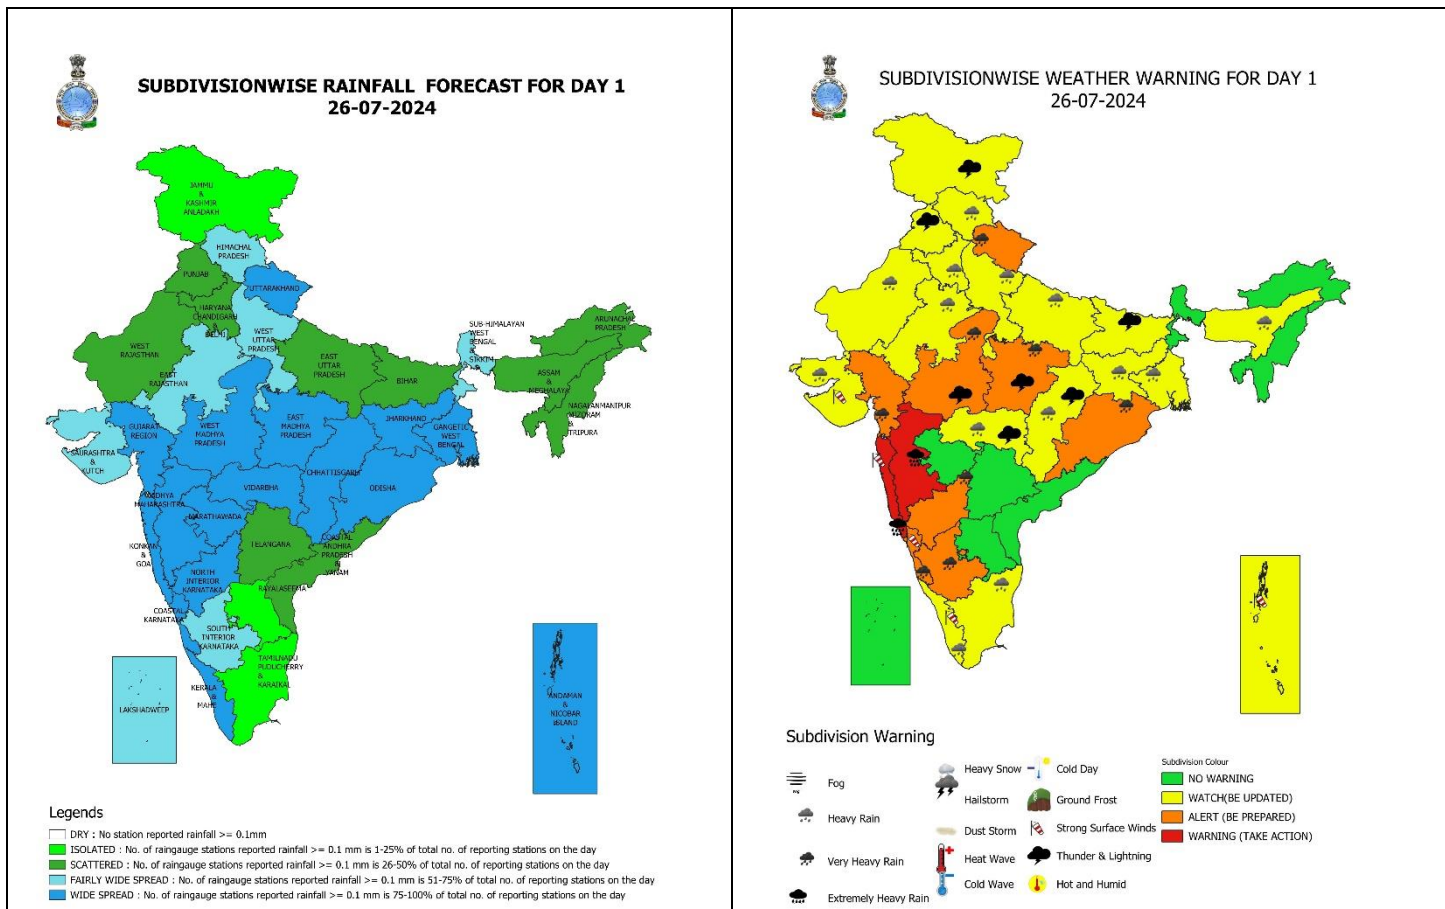 SUBDIVISIONWISE RAINFALL FORECAST FOR DAY 1
26-07-2024
JAMMU
&
KASHMIR
ANLADAKH
HIMACHAL
PRADESH
PUNJAB
UTTARAKHAND
HARYANA
CHANDIGARH
&
DELHI
WEST
UTTAR
PRADESH
WEST
RAJASTHAN
EAST
RAJASTHAN
EAST
UTTAR
PRADESH
BIHAR
SUB-HIMALAYAN
WEST
BENGAL
&
SIKKIM
ARUNACHAL
PRADESH
ASSAM
&
MEGHALAYA
NAGALANMANIPUR
MIZORAM
&
TRIPURA
GUJARAT
REGION
SAURASHTRA
&
KUTCH
WEST
MADHYA
PRADESH
EAST
MADHYA
PRADESH
JHARKHAND
GANGETIC
WEST
BENGAL
CHHATTISGARH
ODISHA
VIDARBHA
MADHYA
MAHARASHTRA
MARATHAWADA
KONKAN
&
GOA
TELANGANA
COASTAL
ANDHRA
PRADESH
&
YANAM
NORTH
INTERIOR
KARNATAKA
RAYALASEEMA
COASTAL
KARNATAKA
SOUTH
INTERIOR
KARNATAKA
TAMILNADU
PUDUCHERRY
&
KARAIKAL
KERALA
&
MAHE
LAKSHADWEEP
ANDAMAN
&
NICOBAR
ISLAND
Legends
DRY : No station reported rainfall >= 0.1mm
ISOLATED : No. of raingauge stations reported rainfall >= 0.1 mm is 1-25% of total no. of reporting stations on the day
SCATTERED : No. of raingauge stations reported rainfall >= 0.1 mm is 26-50% of total no. of reporting stations on the day
FAIRLY WIDE SPREAD : No. of raingauge stations reported rainfall >= 0.1 mm is 51-75% of total no. of reporting stations on the day
WIDE SPREAD : No. of raingauge stations reported rainfall >= 0.1 mm is 75-100% of total no. of reporting stations on the day
SUBDIVISIONWISE WEATHER WARNING FOR DAY 1
26-07-2024
Subdivision Warning
Fog
Heavy Rain
Very Heavy Rain
Extremely Heavy Rain
Heavy Snow
Hailstorm
Dust Storm
Heat Wave
Cold Wave
Cold Day
Ground Frost
Strong Surface Winds
Thunder & Lightning
Hot and Humid
Subdivision Colour
NO WARNING
WATCH(BE UPDATED)
ALERT (BE PREPARED)
WARNING (TAKE ACTION)